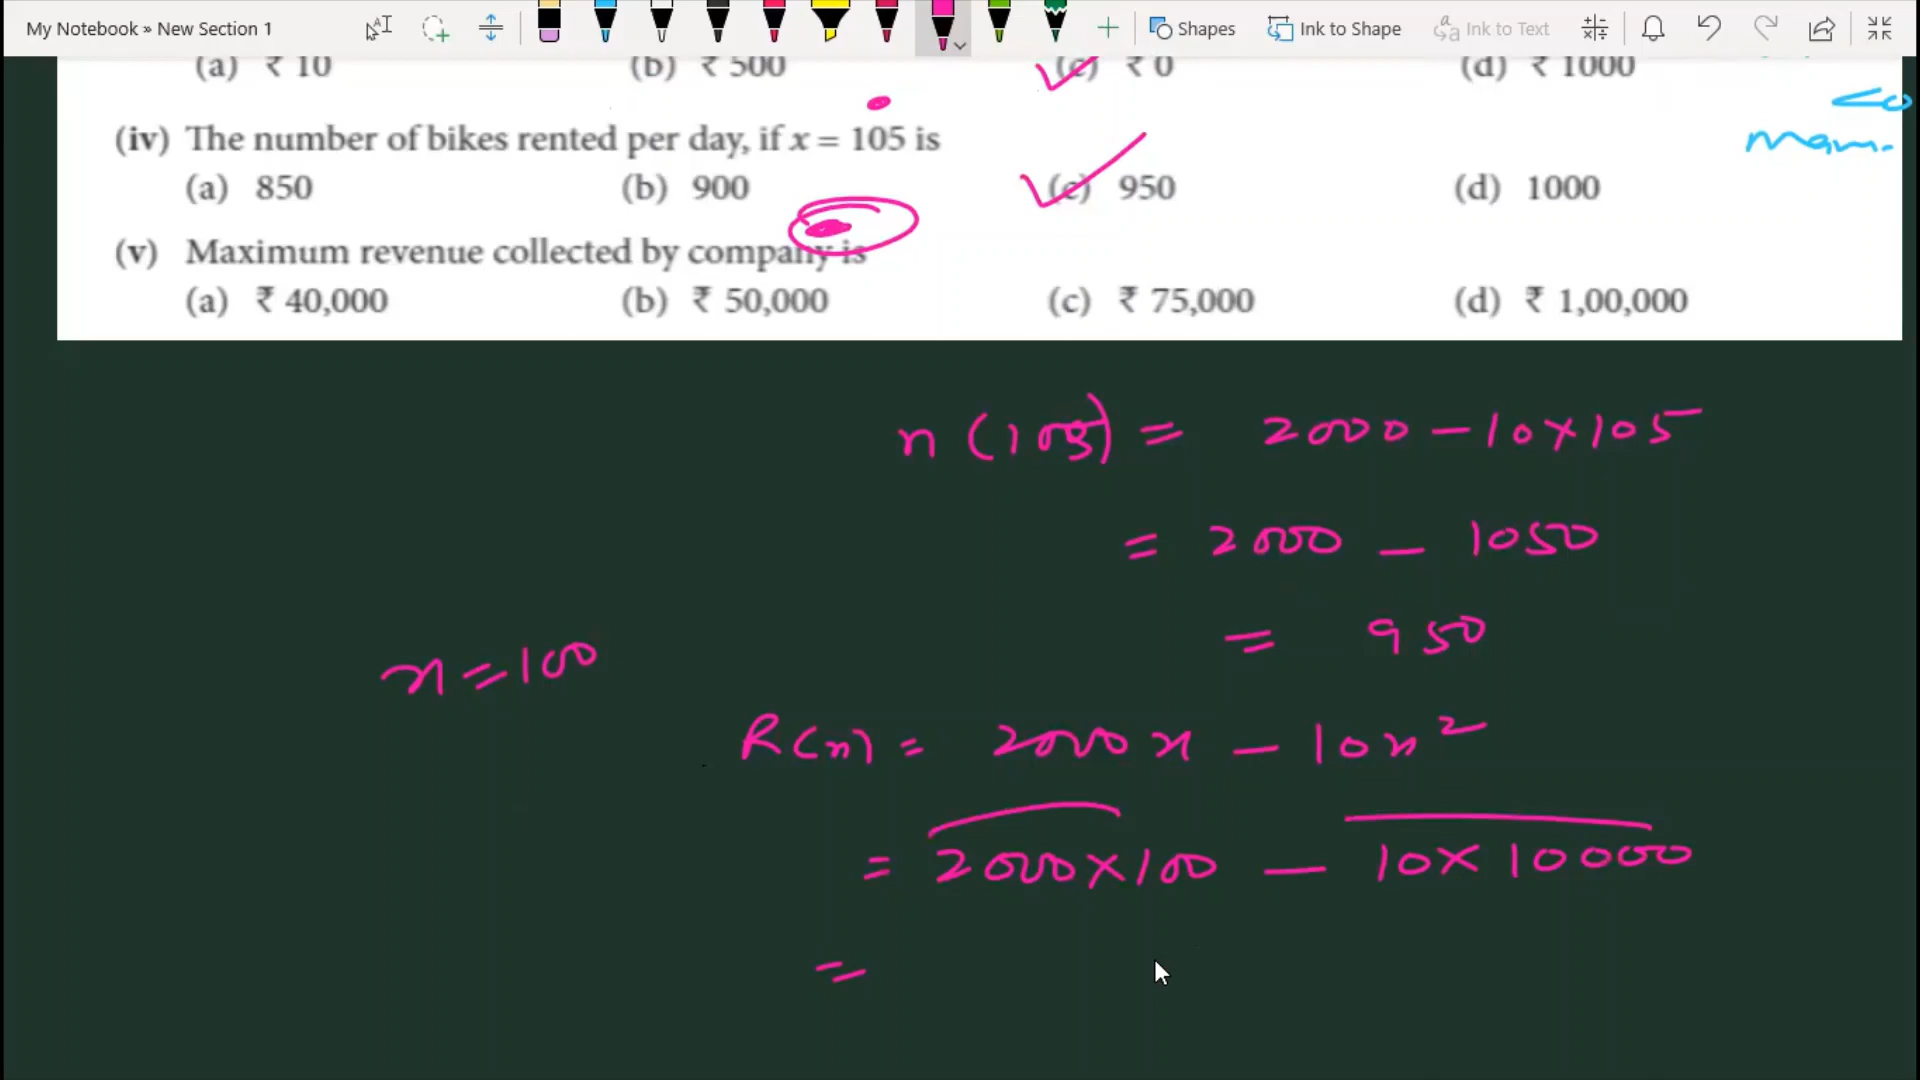 My Notebook » New Section 1 Shapes Ink to Shape Ink to Text
(a) ₹ 10 (b) ₹ 500 (c) ₹ 0 (d) ₹ 1000
(iv) The number of bikes rented per day, if x = 105 is
(a) 850 (b) 900 (c) 950 (d) 1000
(v) Maximum revenue collected by company is
(a) ₹ 40,000 (b) ₹ 50,000 (c) ₹ 75,000 (d) ₹ 1,00,000
n(105) = 2000 - 10 × 105
= 2000 - 1050
= 950
x = 100
R(x) = 2000x - 10x²
= 2000 × 100 - 10 × 10000
=